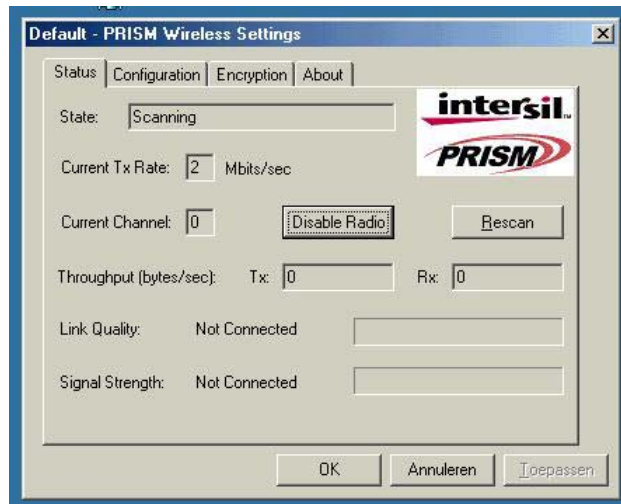 Default - PRISM Wireless Settings
Status Configuration Encryption About
intersil
PRISM
State: Scanning
Current Tx Rate: 2 Mbits/sec
Current Channel: 0 Disable Radio Rescan
Throughput (bytes/sec): Tx: 0 Rx: 0
Link Quality: Not Connected
Signal Strength: Not Connected
OK Annuleren Toepassen